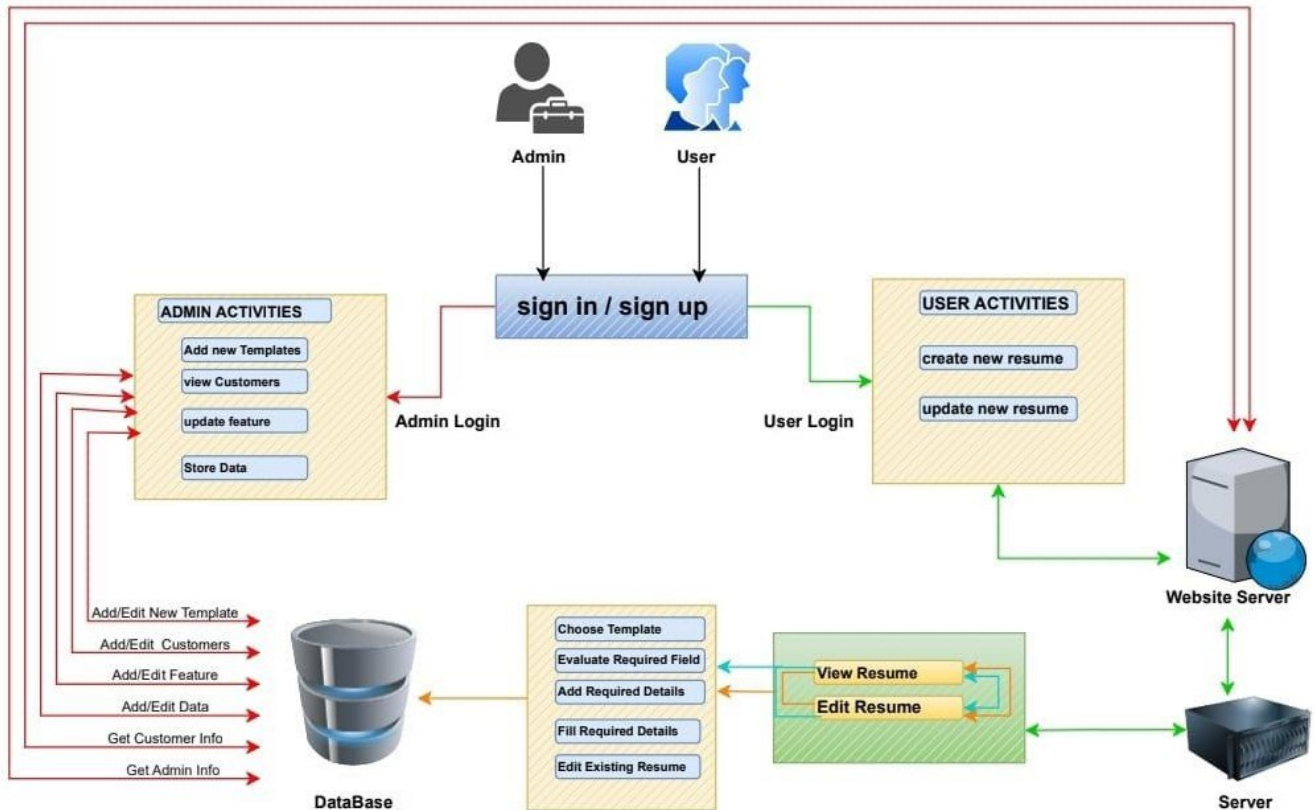 Admin
User
sign in / sign up
ADMIN ACTIVITIES
Add new Templates
view Customers
update feature
Store Data
Admin Login
User Login
USER ACTIVITIES
create new resume
update new resume
Website Server
Add/Edit New Template
Add/Edit Customers
Add/Edit Feature
Add/Edit Data
Get Customer Info
Get Admin Info
DataBase
Choose Template
Evaluate Required Field
Add Required Details
Fill Required Details
Edit Existing Resume
View Resume
Edit Resume
Server